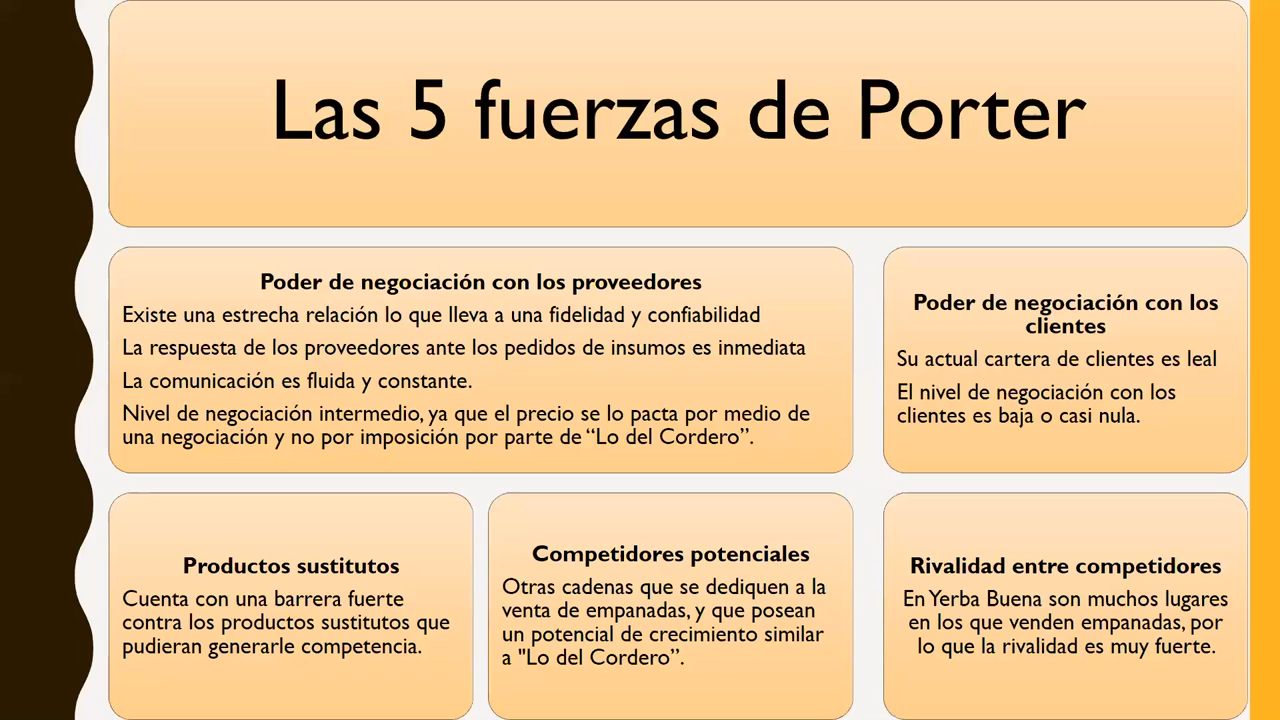 Las 5 fuerzas de Porter
Poder de negociación con los proveedores
Existe una estrecha relación lo que lleva a una fidelidad y confiabilidad
La respuesta de los proveedores ante los pedidos de insumos es inmediata
La comunicación es fluida y constante.
Nivel de negociación intermedio, ya que el precio se lo pacta por medio de
una negociación y no por imposición por parte de “Lo del Cordero”.
Poder de negociación con los
clientes
Su actual cartera de clientes es leal
El nivel de negociación con los
clientes es baja o casi nula.
Productos sustitutos
Cuenta con una barrera fuerte
contra los productos sustitutos que
pudieran generarle competencia.
Competidores potenciales
Otras cadenas que se dediquen a la
venta de empanadas, y que posean
un potencial de crecimiento similar
a "Lo del Cordero”.
Rivalidad entre competidores
En Yerba Buena son muchos lugares
en los que venden empanadas, por
lo que la rivalidad es muy fuerte.